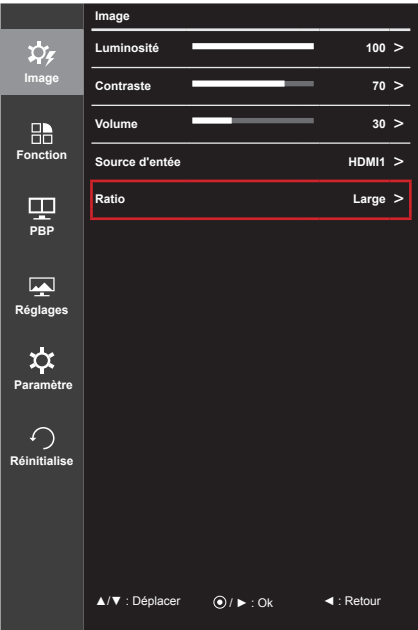 Image
Image
Luminosité 100 >
Contraste 70 >
Volume 30 >
Source d'entée HDMI1 >
Ratio Large >
Fonction
PBP
Réglages
Paramètre
Réinitialise
▲/▼ : Déplacer ⦿ / ► : Ok ◄ : Retour